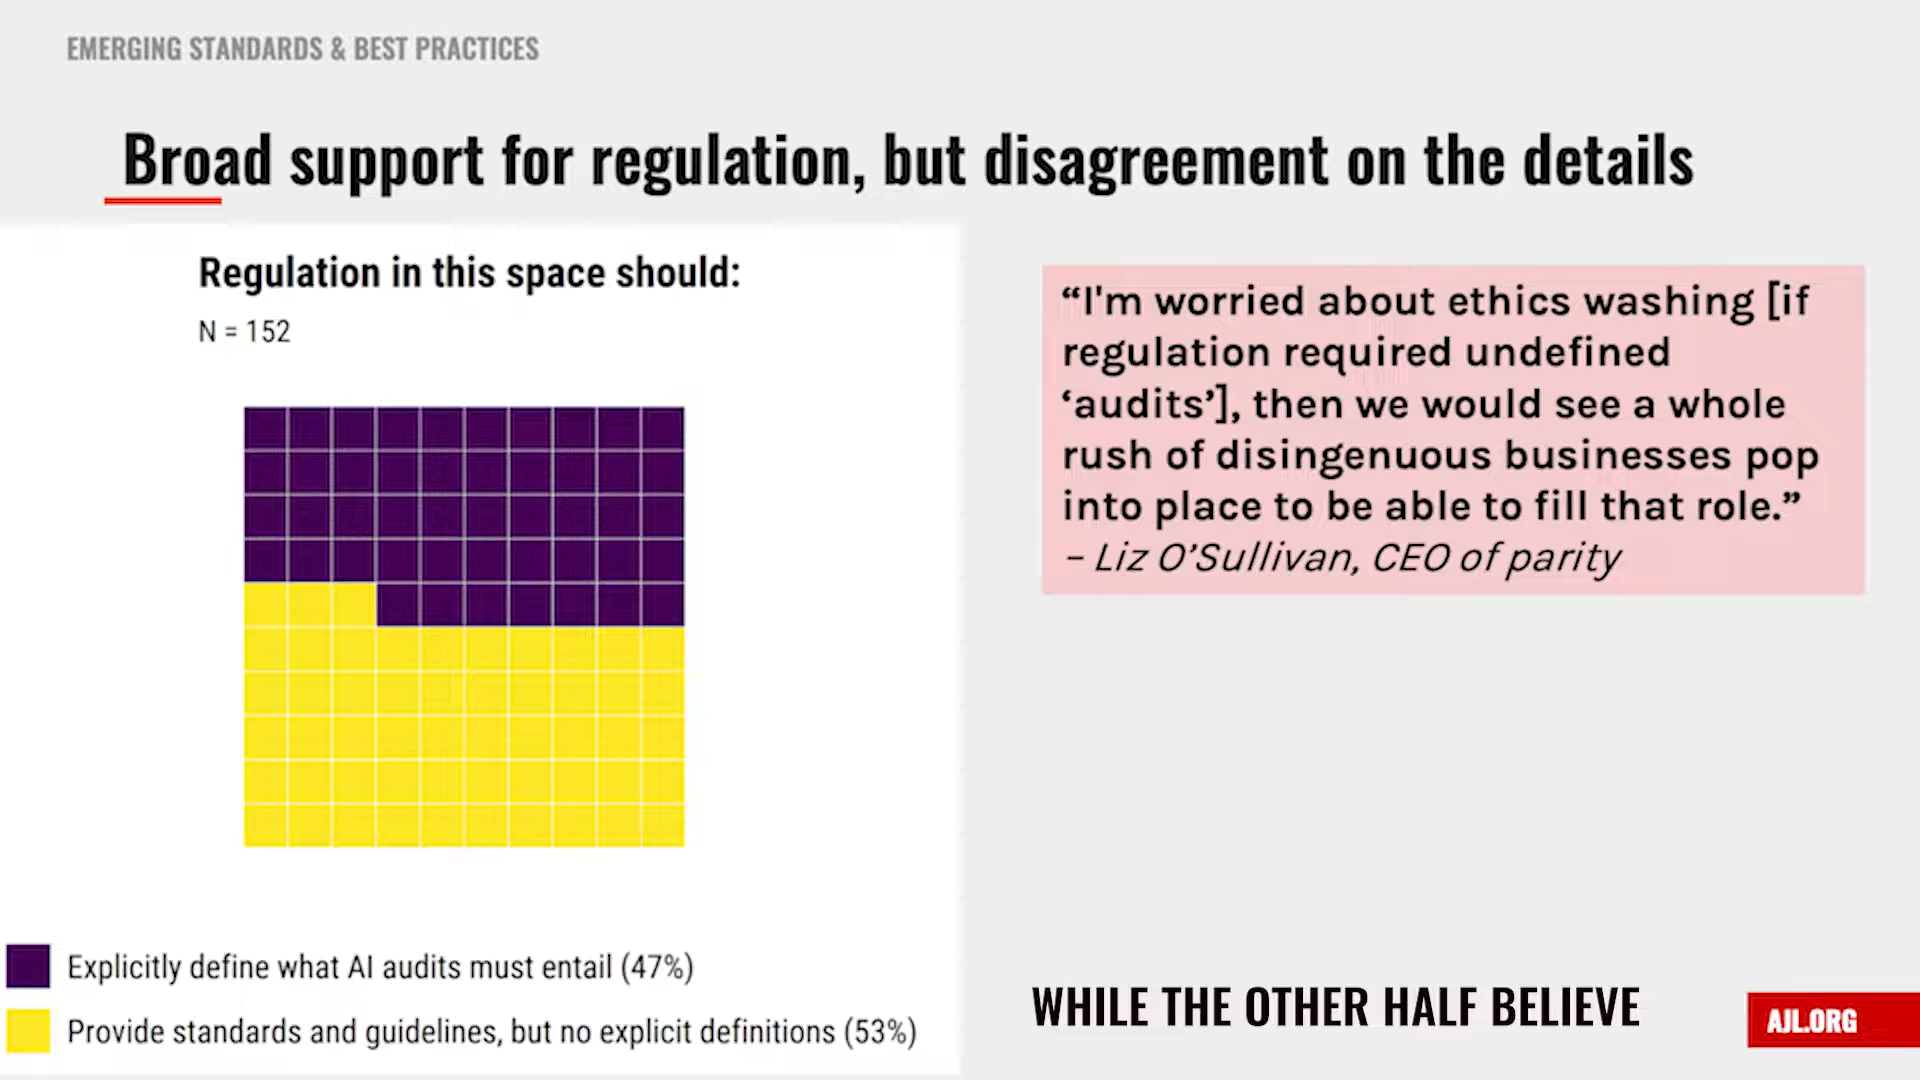 EMERGING STANDARDS & BEST PRACTICES
Broad support for regulation, but disagreement on the details
Regulation in this space should:
N = 152
“I'm worried about ethics washing [if
regulation required undefined
‘audits’], then we would see a whole
rush of disingenuous businesses pop
into place to be able to fill that role.”
– Liz O’Sullivan, CEO of parity
Explicitly define what AI audits must entail (47%)
Provide standards and guidelines, but no explicit definitions (53%)
WHILE THE OTHER HALF BELIEVE
AJL.ORG